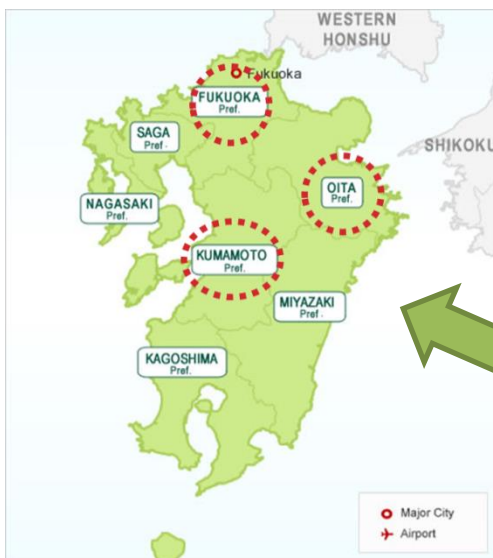 WESTERN
HONSHU
Fukuoka
FUKUOKA
Pref.
SAGA
Pref.
SHIKOKU
OITA
Pref.
NAGASAKI
Pref.
KUMAMOTO
Pref.
MIYAZAKI
Pref.
KAGOSHIMA
Pref.
Major City
Airport